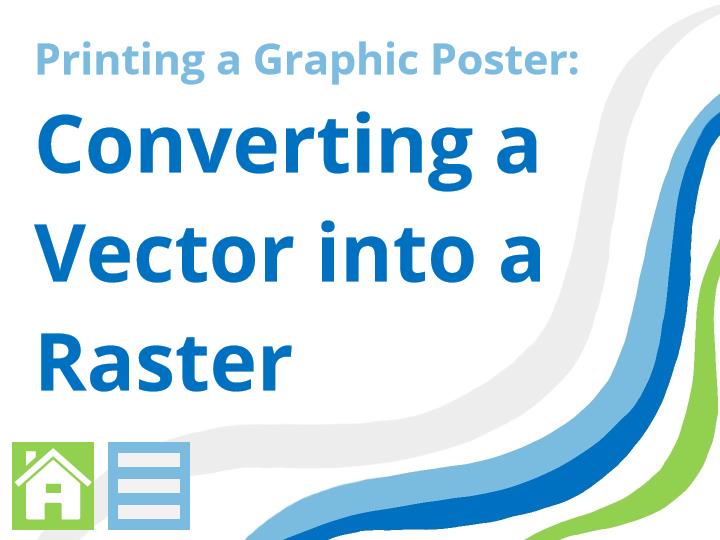 Printing a Graphic Poster:
Converting a
Vector into a
Raster